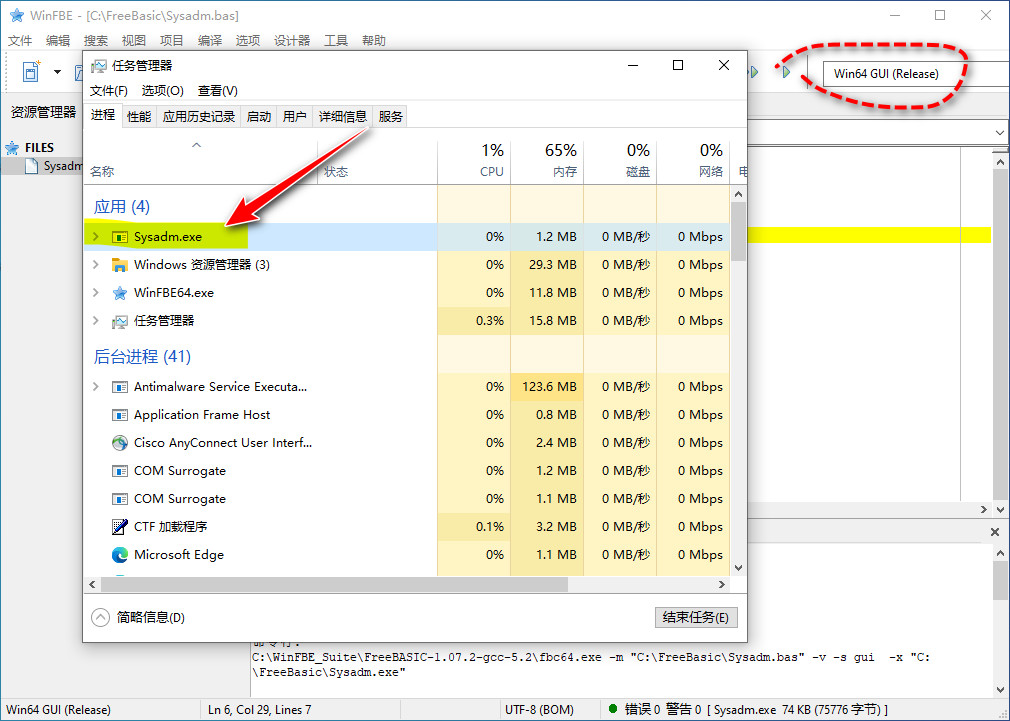 WinFBE - [C:\FreeBasic\Sysadm.bas]
文件 编辑 搜索 视图 项目 编译 选项 设计器 工具 帮助
Win64 GUI (Release)
资源管理器
FILES
Sysadm
任务管理器
文件(F) 选项(O) 查看(V)
进程 性能 应用历史记录 启动 用户 详细信息 服务
1% 65% 0% 0%
名称 状态 CPU 内存 磁盘 网络 电
应用 (4)
Sysadm.exe 0% 1.2 MB 0 MB/秒 0 Mbps
Windows 资源管理器 (3) 0% 29.3 MB 0 MB/秒 0 Mbps
WinFBE64.exe 0% 11.8 MB 0 MB/秒 0 Mbps
任务管理器 0.3% 15.8 MB 0 MB/秒 0 Mbps
后台进程 (41)
Antimalware Service Executa... 0% 123.6 MB 0 MB/秒 0 Mbps
Application Frame Host 0% 0.8 MB 0 MB/秒 0 Mbps
Cisco AnyConnect User Interf... 0% 2.4 MB 0 MB/秒 0 Mbps
COM Surrogate 0% 1.2 MB 0 MB/秒 0 Mbps
COM Surrogate 0% 1.1 MB 0 MB/秒 0 Mbps
CTF 加载程序 0.1% 3.2 MB 0 MB/秒 0 Mbps
Microsoft Edge 0% 1.1 MB 0 MB/秒 0 Mbps
简略信息(D) 结束任务(E)
命令行:
C:\WinFBE_Suite\FreeBASIC-1.07.2-gcc-5.2\fbc64.exe -m "C:\FreeBasic\Sysadm.bas" -v -s gui  -x "C:
\FreeBasic\Sysadm.exe"
Win64 GUI (Release) Ln 6, Col 29, Lines 7 UTF-8 (BOM) 错误 0 警告 0 [ Sysadm.exe 74 KB (75776 字节) ]